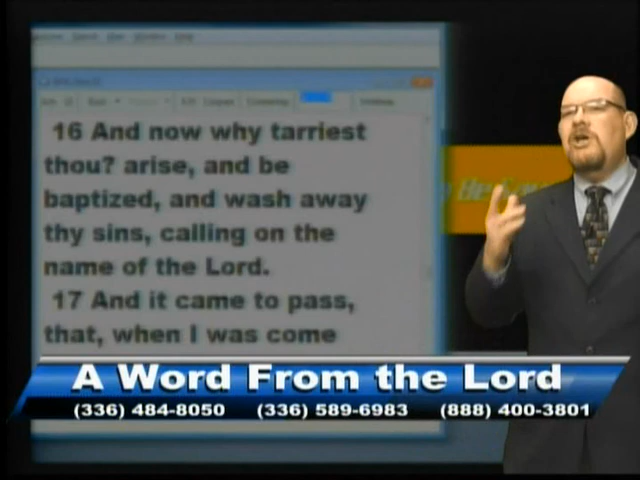 16 And now why tarriest
thou? arise, and be
baptized, and wash away
thy sins, calling on the
name of the Lord.
17 And it came to pass,
that, when I was come
A Word From the Lord
(336) 484-8050 (336) 589-6983 (888) 400-3801